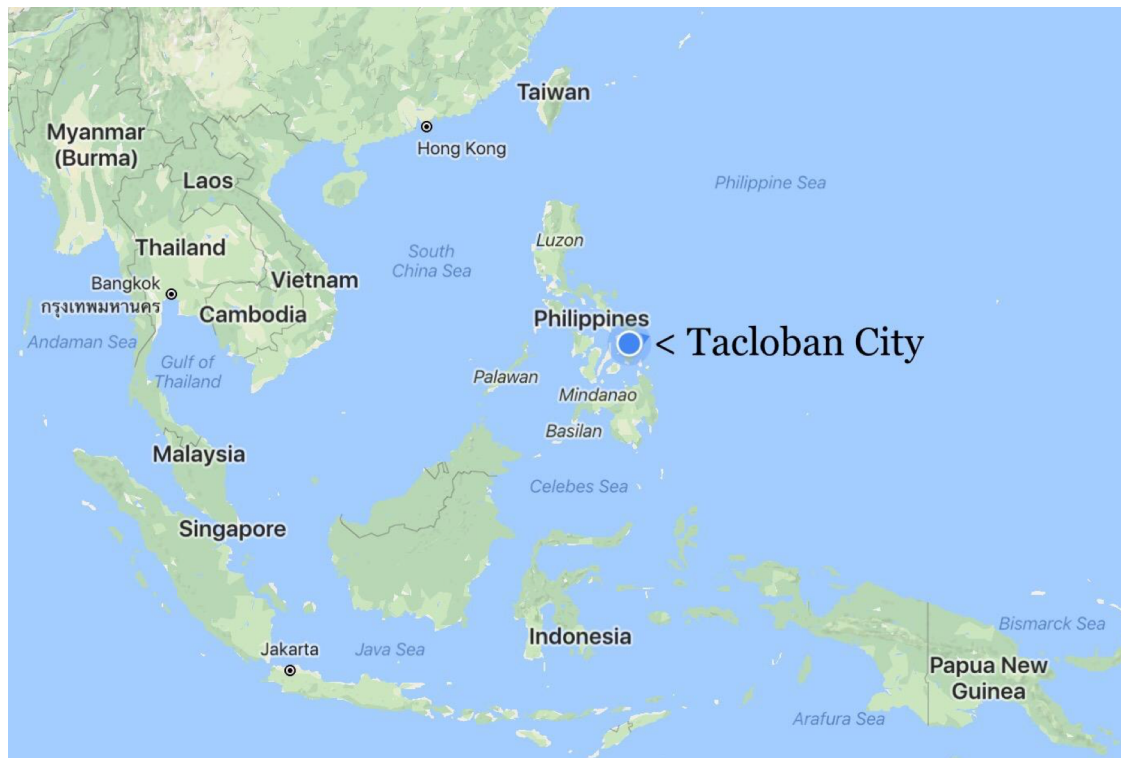 Taiwan
Myanmar
(Burma)
Hong Kong
Laos
Philippine Sea
Luzon
Thailand
South
China Sea
Vietnam
Bangkok
กรุงเทพมหานคร
Cambodia
Philippines
< Tacloban City
Andaman Sea
Gulf of
Thailand
Palawan
Mindanao
Basilan
Malaysia
Celebes Sea
Singapore
Indonesia
Bismarck Sea
Jakarta
Java Sea
Papua New
Guinea
Arafura Sea